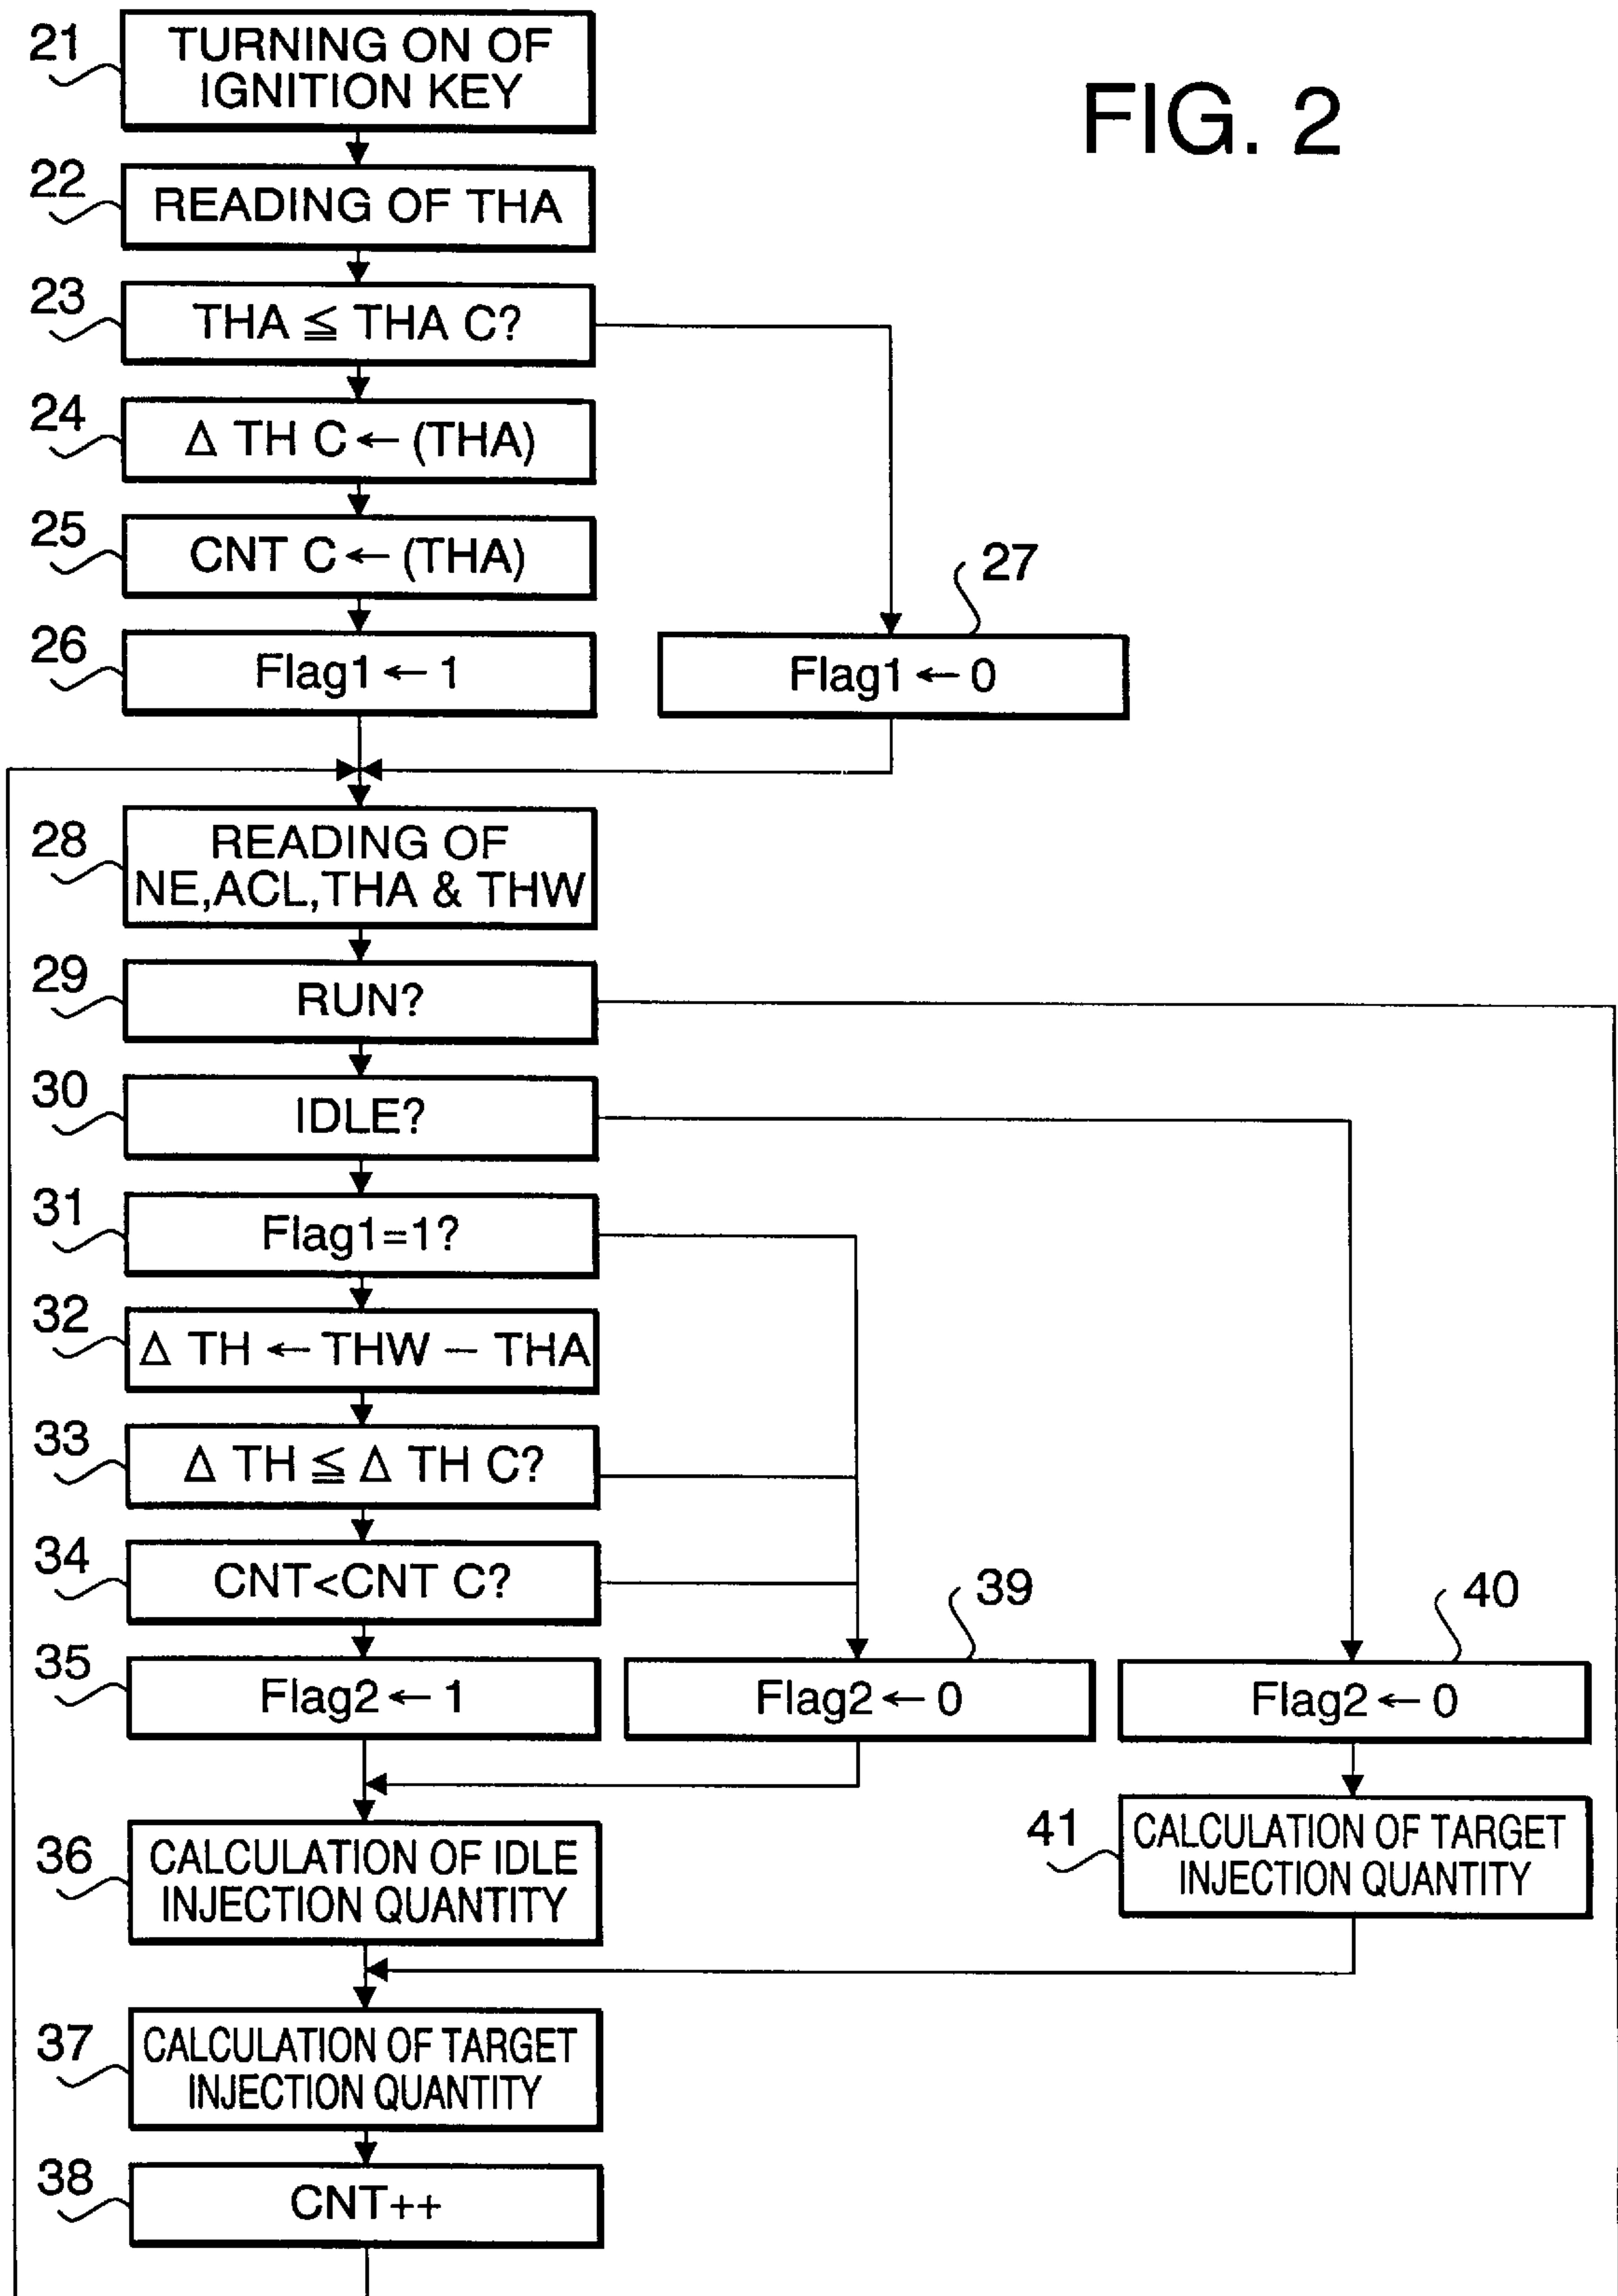 FIG. 2
21
TURNING ON OF
IGNITION KEY
22
READING OF THA
23
THA ≦ THA C?
24
Δ TH C ← (THA)
25
CNT C ← (THA)
26
Flag1 ← 1
27
Flag1 ← 0
28
READING OF
NE,ACL,THA & THW
29
RUN?
30
IDLE?
31
Flag1=1?
32
Δ TH ← THW − THA
33
Δ TH ≦ Δ TH C?
34
CNT<CNT C?
35
Flag2 ← 1
39
Flag2 ← 0
40
Flag2 ← 0
36
CALCULATION OF IDLE
INJECTION QUANTITY
41
CALCULATION OF TARGET
INJECTION QUANTITY
37
CALCULATION OF TARGET
INJECTION QUANTITY
38
CNT++